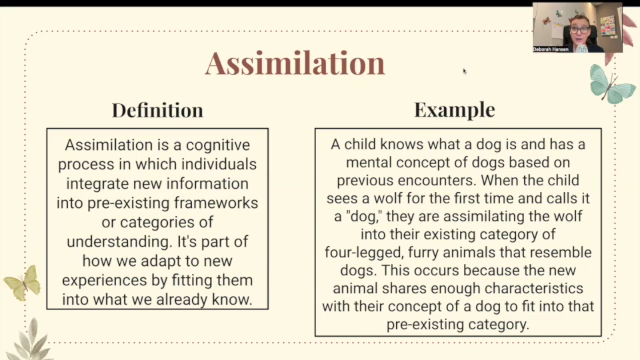 Deborah Hansen
Assimilation
Definition
Assimilation is a cognitive
process in which individuals
integrate new information
into pre-existing frameworks
or categories of
understanding. It's part of
how we adapt to new
experiences by fitting them
into what we already know.
Example
A child knows what a dog is and has a
mental concept of dogs based on
previous encounters. When the child
sees a wolf for the first time and calls it
a "dog," they are assimilating the wolf
into their existing category of
four-legged, furry animals that resemble
dogs. This occurs because the new
animal shares enough characteristics
with their concept of a dog to fit into that
pre-existing category.